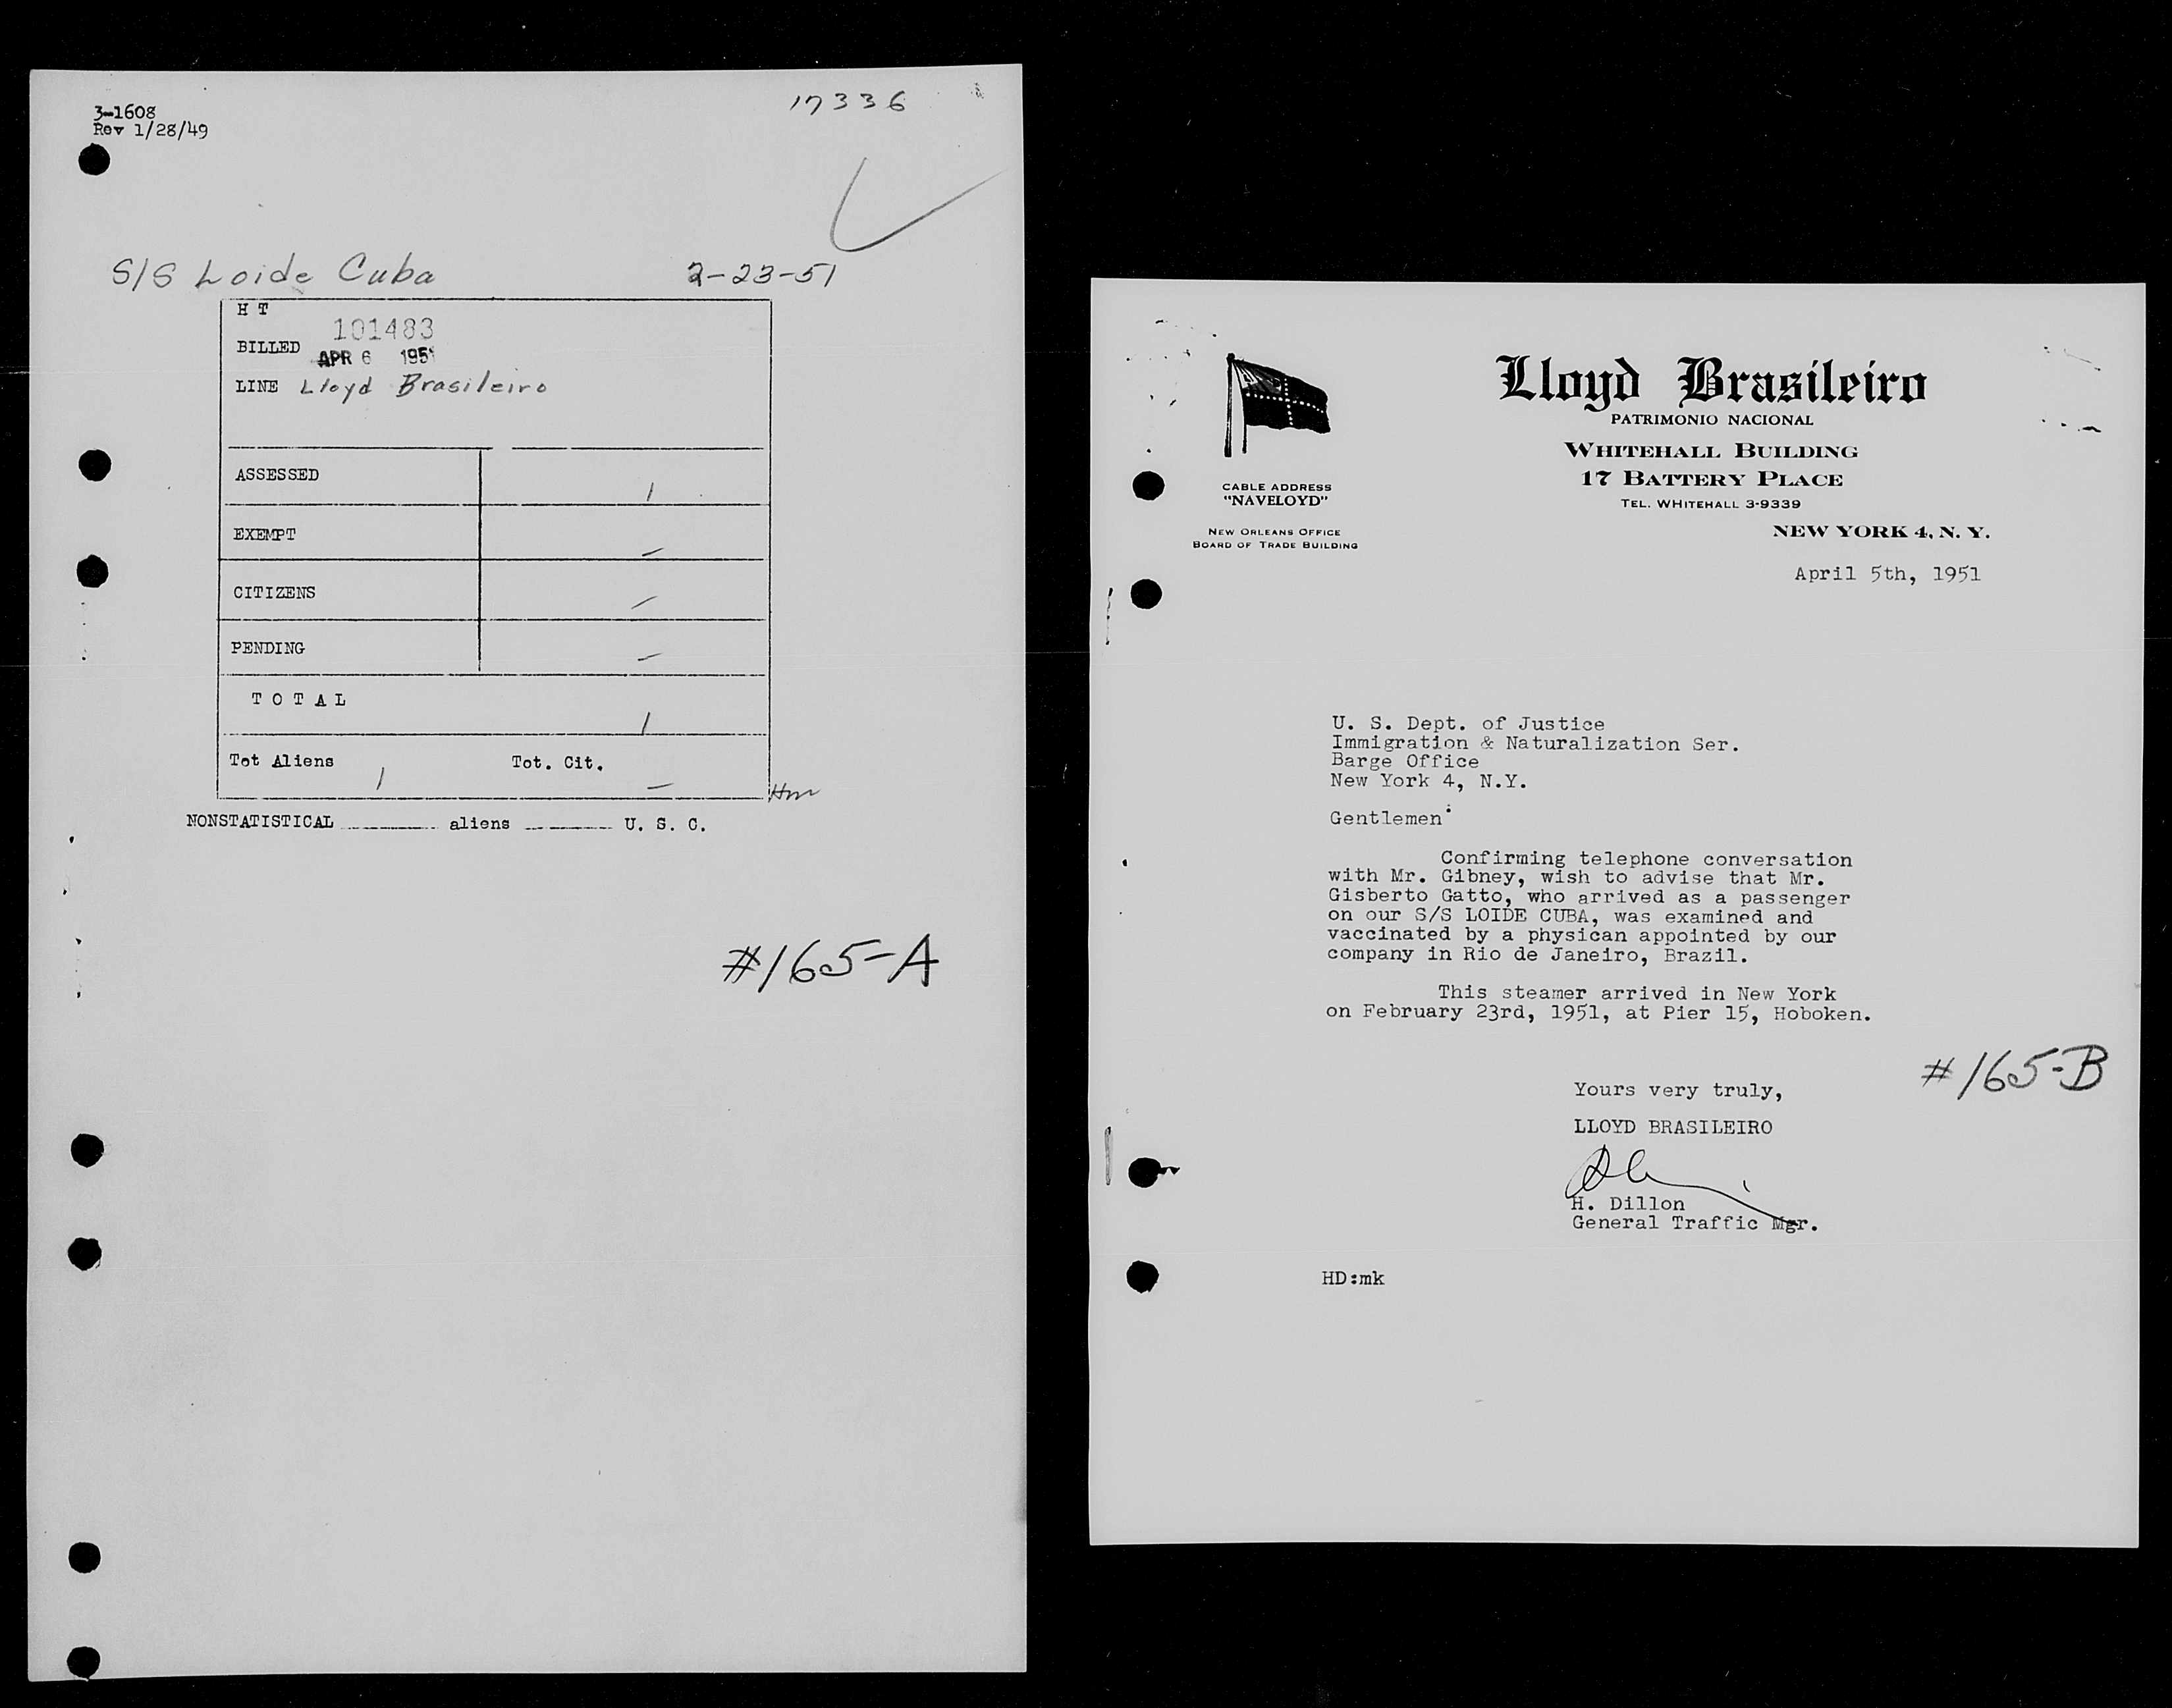 3-1608
Rev 1/28/49
17336
S/S Loide Cuba 2-23-51
H T
101483
BILLED APR 6 1951
LINE Lloyd Brasileiro
ASSESSED 1
EXEMPT –
CITIZENS –
PENDING –
T O T A L 1
Tot Aliens 1 Tot. Cit. –
NONSTATISTICAL ________ aliens ________ U. S. C.
#165-A
Lloyd Brasileiro
PATRIMONIO NACIONAL
WHITEHALL BUILDING
17 BATTERY PLACE
TEL. WHITEHALL 3-9339
CABLE ADDRESS
"NAVELOYD"
NEW ORLEANS OFFICE
BOARD OF TRADE BUILDING
NEW YORK 4, N. Y.
April 5th, 1951
U. S. Dept. of Justice
Immigration & Naturalization Ser.
Barge Office
New York 4, N.Y.
Gentlemen:
Confirming telephone conversation
with Mr. Gibney, wish to advise that Mr.
Gisberto Gatto, who arrived as a passenger
on our S/S LOIDE CUBA, was examined and
vaccinated by a physican appointed by our
company in Rio de Janeiro, Brazil.
This steamer arrived in New York
on February 23rd, 1951, at Pier 15, Hoboken.
#165-B
Yours very truly,
LLOYD BRASILEIRO
H. Dillon
General Traffic Mgr.
HD:mk